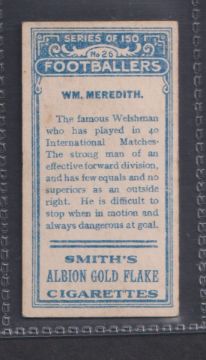 SERIES OF 150
No 26
FOOTBALLERS
WM. MEREDITH.
The famous Welshman
who has played in 40
International Matches-
The strong man of an
effective forward division,
and has few equals and no
superiors as an outside
right. He is difficult to
stop when in motion and
always dangerous at goal.
SMITH'S
ALBION GOLD FLAKE
CIGARETTES